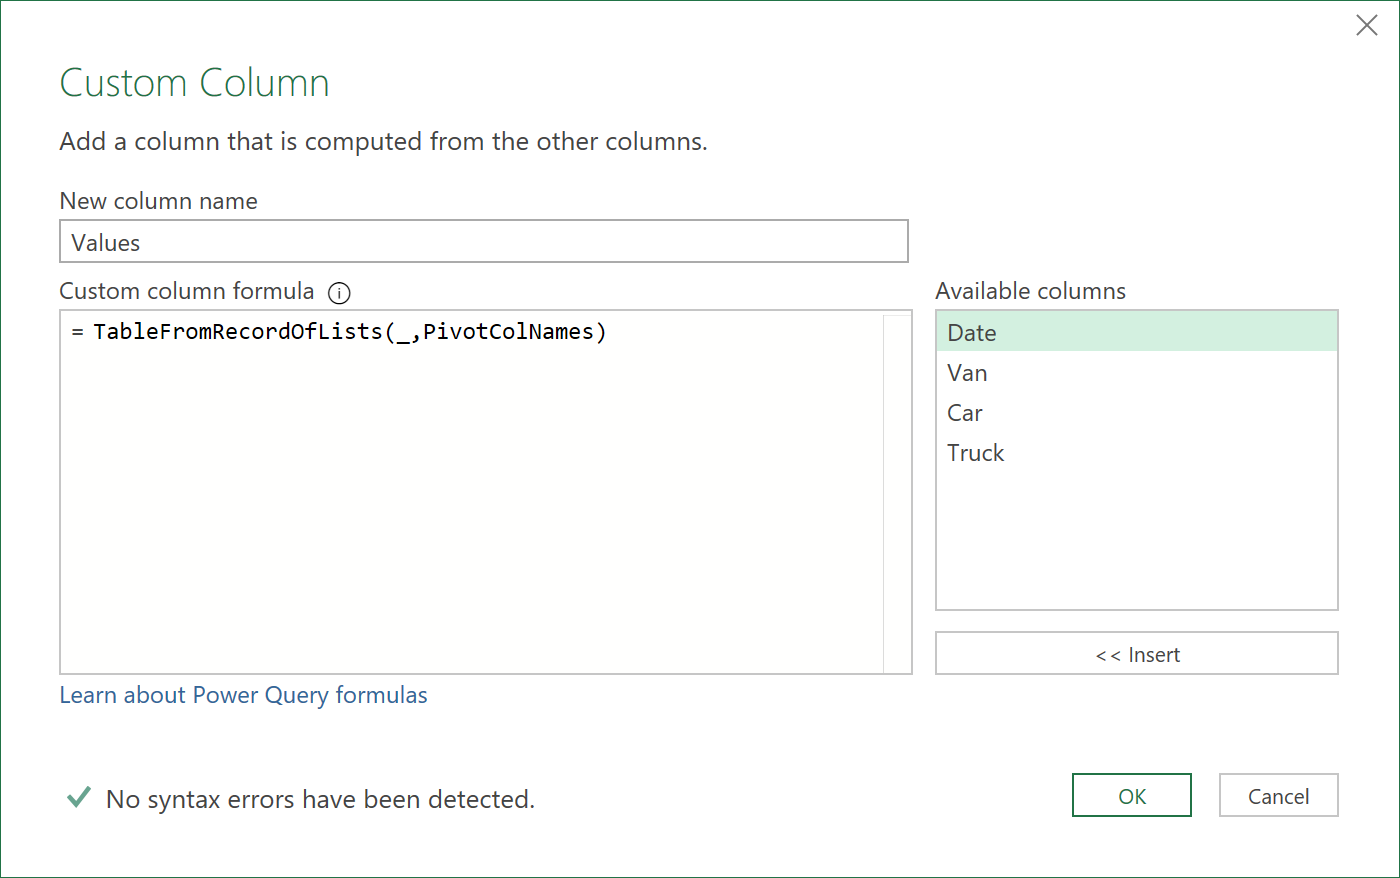 Custom Column
Add a column that is computed from the other columns.
New column name
Values
Custom column formula
= TableFromRecordOfLists(_,PivotColNames)
Available columns
Date
Van
Car
Truck
<< Insert
Learn about Power Query formulas
No syntax errors have been detected.
OK
Cancel